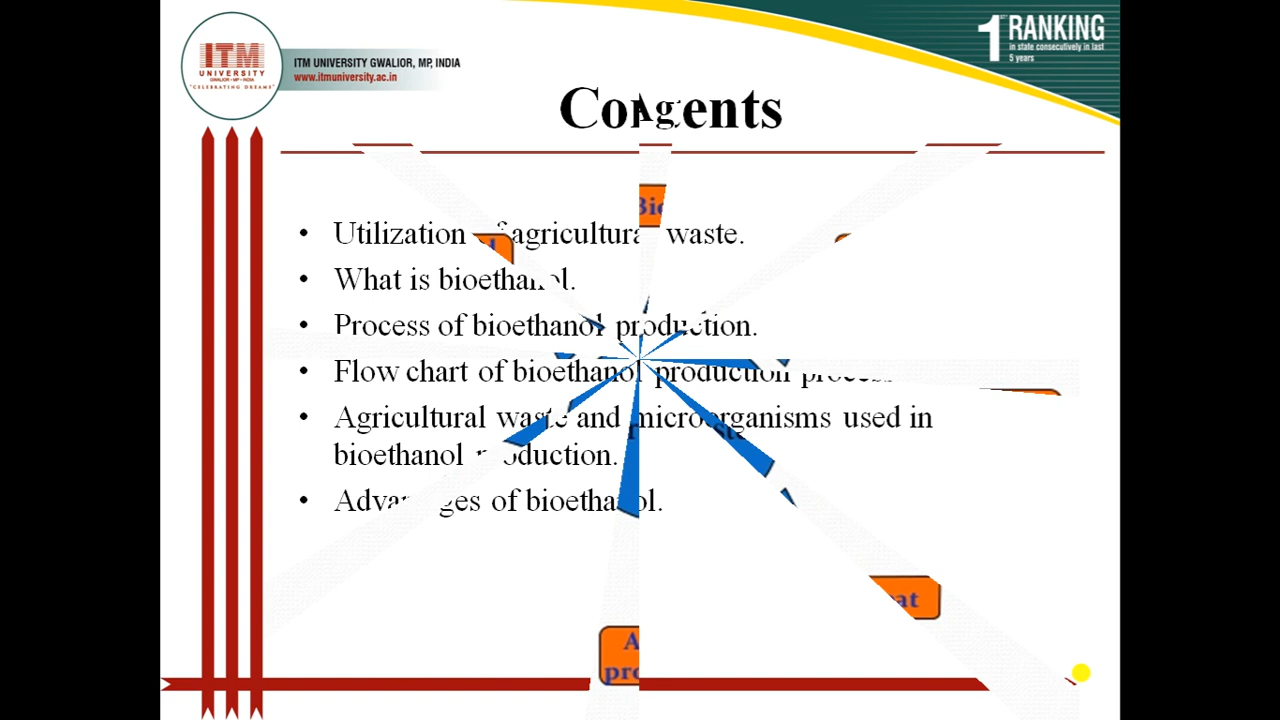 ITM
UNIVERSITY
GWALIOR • MP • INDIA
"CELEBRATING DREAMS"
ITM UNIVERSITY GWALIOR, MP, INDIA
www.itmuniversity.ac.in
1ST RANKING
in state consecutively in last
5 years
Contents
• Utilization of agricultural waste.
• What is bioethanol.
• Process of bioethanol production.
• Flow chart of bioethanol production process
• Agricultural waste and microorganisms used in
bioethanol production.
• Advantages of bioethanol.